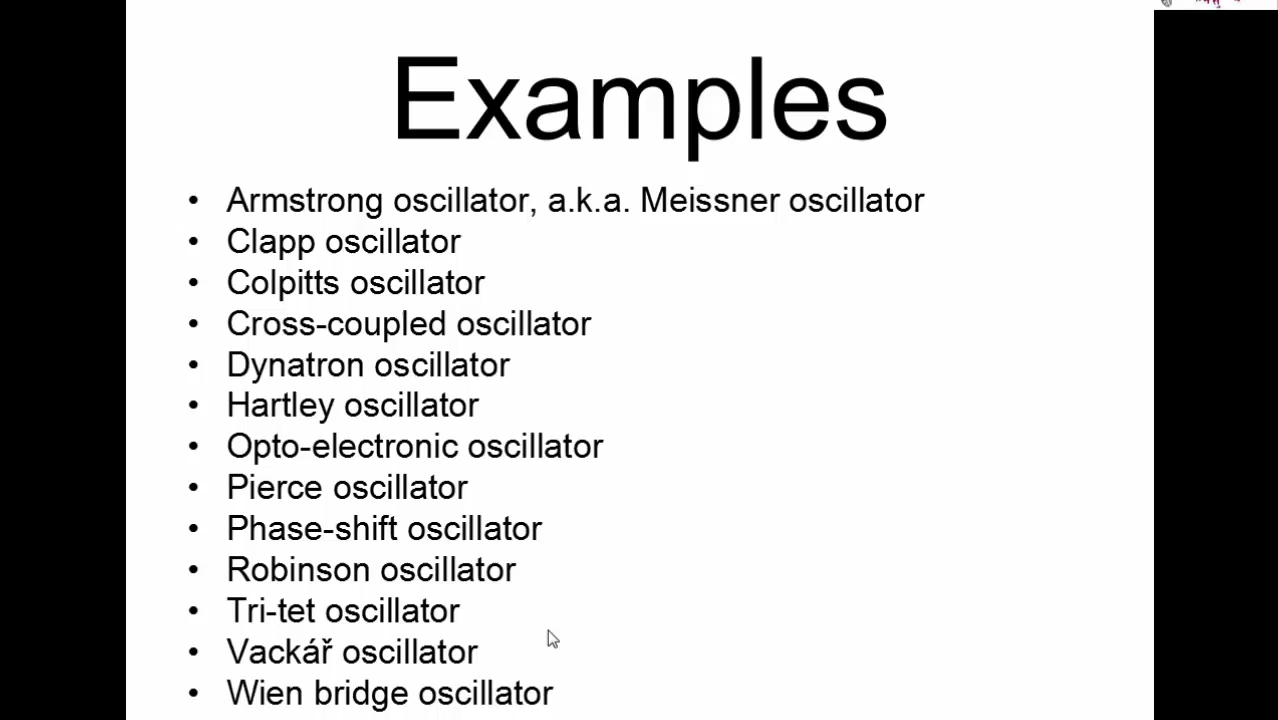 Examples
• Armstrong oscillator, a.k.a. Meissner oscillator
• Clapp oscillator
• Colpitts oscillator
• Cross-coupled oscillator
• Dynatron oscillator
• Hartley oscillator
• Opto-electronic oscillator
• Pierce oscillator
• Phase-shift oscillator
• Robinson oscillator
• Tri-tet oscillator
• Vackář oscillator
• Wien bridge oscillator